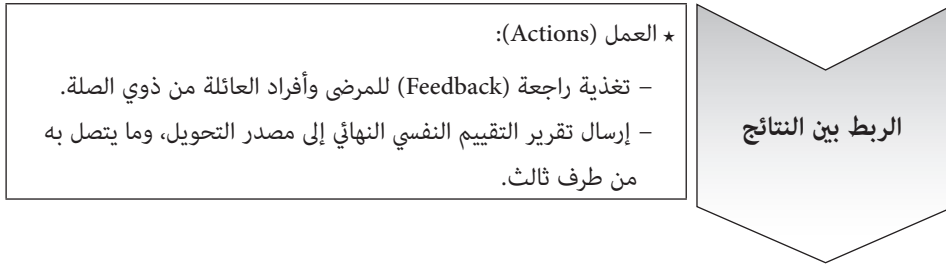 ★ العمل (Actions):
– تغذية راجعة (Feedback) للمرضى وأفراد العائلة من ذوي الصلة.
– إرسال تقرير التقييم النفسي النهائي إلى مصدر التحويل، وما يتصل به
من طرف ثالث.
الربط بين النتائج